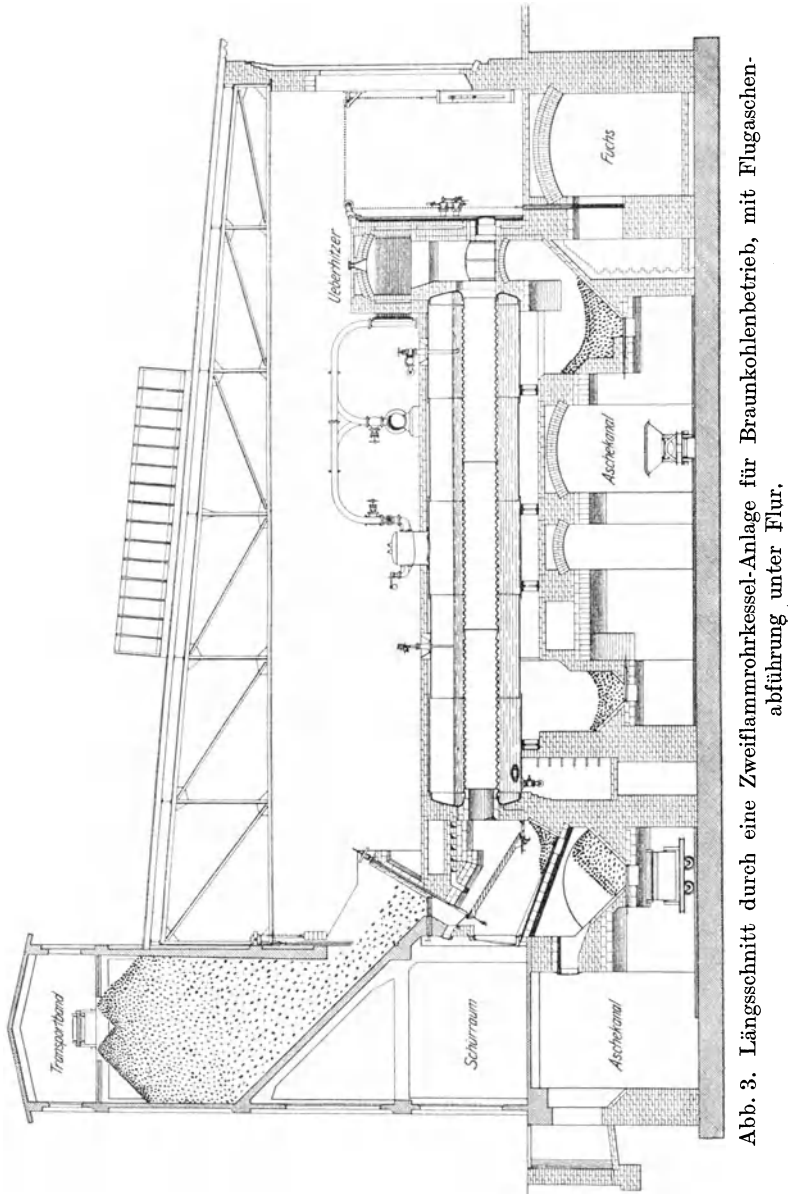 Transportband
Schürraum
Aschekanal
Ueberhitzer
Aschekanal
Fuchs
Abb. 3. Längsschnitt durch eine Zweiflammrohrkessel-Anlage für Braunkohlenbetrieb, mit Flugaschen-
abführung unter Flur.